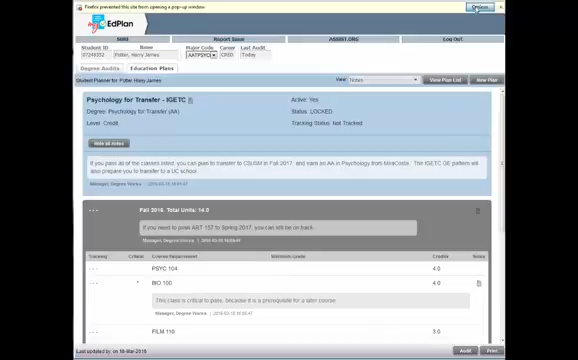 Firefox prevented this site from opening a pop-up window.
Options
my EdPlan
SURF Report Issue ASSIST.ORG Log Out
Student ID Name Major Code Career Last Audit
Potter, Harry James AATPSYC CRED Today
Degree Audits Education Plans
Student Planner for Potter, Harry James View Notes View Plan List New Plan
Psychology for Transfer - IGETC Active: Yes
Degree: Psychology for Transfer (AA) Status: LOCKED
Level: Credit Tracking Status: Not Tracked
Hide all notes
If you pass all of the classes listed, you can plan to transfer to CSUSM in Fall 2017 and earn an AA in Psychology from MiraCosta. The IGETC GE pattern will
also prepare you to transfer to a UC school.
Manager, Degree Works
Fall 2016, Total Units: 14.0
If you need to push ART 157 to Spring 2017, you can still be on track.
Manager, Degree Works
Tracking Critical Course Requirement Minimum Grade Credits Notes
--- PSYC 104 4.0
--- * BIO 100 4.0
This class is critical to pass, because it is a prerequisite for a later course.
Manager, Degree Works
--- FILM 110 3.0
Last updated by: on 18-Mar-2016 Audit Print